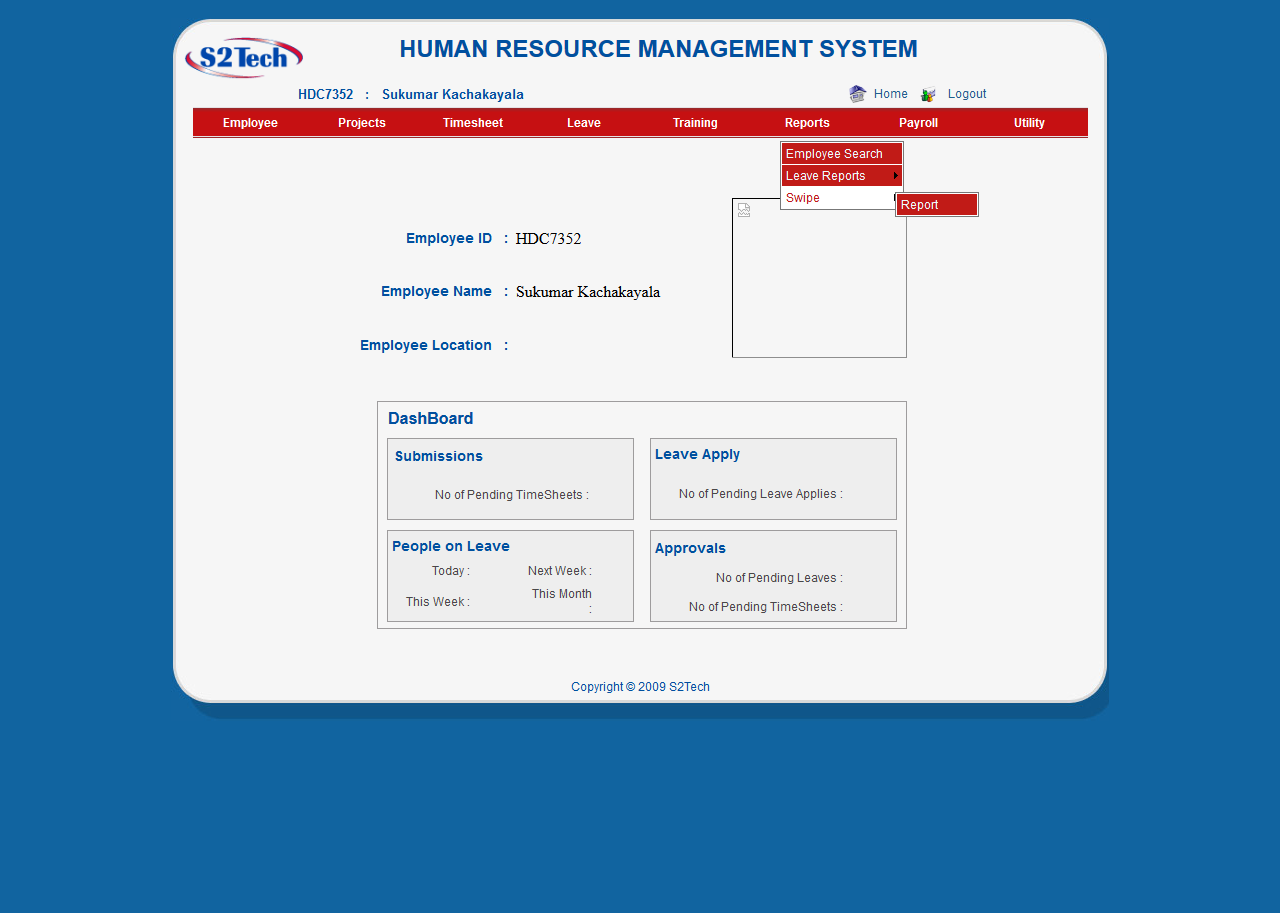 S2Tech
HUMAN RESOURCE MANAGEMENT SYSTEM
HDC7352 : Sukumar Kachakayala
Home Logout
Employee Projects Timesheet Leave Training Reports Payroll Utility
Employee Search
Leave Reports
Swipe
Report
Employee ID : HDC7352
Employee Name : Sukumar Kachakayala
Employee Location :
DashBoard
Submissions
No of Pending TimeSheets :
Leave Apply
No of Pending Leave Applies :
People on Leave
Today : Next Week :
This Week : This Month
:
Approvals
No of Pending Leaves :
No of Pending TimeSheets :
Copyright © 2009 S2Tech